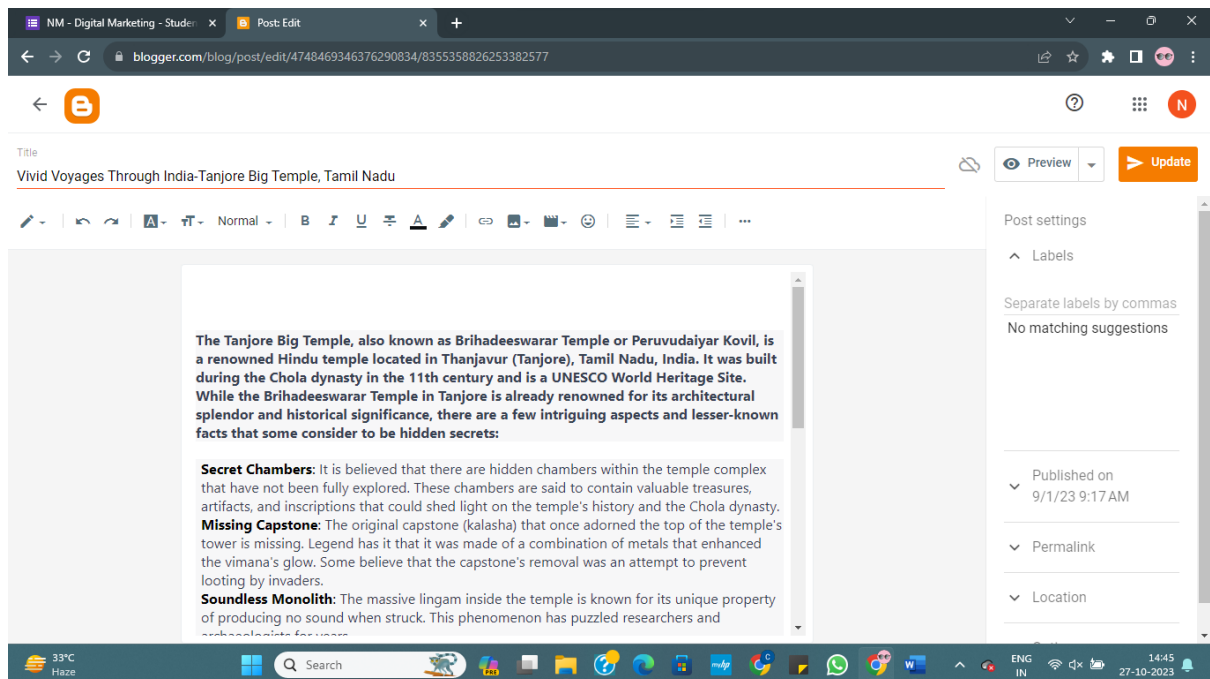 NM - Digital Marketing - Studen
Post: Edit
blogger.com/blog/post/edit/4748469346376290834/8355358826253382577
N
Title
Vivid Voyages Through India-Tanjore Big Temple, Tamil Nadu
Preview
Update
Normal
B I U A
Post settings
Labels
Separate labels by commas
No matching suggestions
The Tanjore Big Temple, also known as Brihadeeswarar Temple or Peruvudaiyar Kovil, is
a renowned Hindu temple located in Thanjavur (Tanjore), Tamil Nadu, India. It was built
during the Chola dynasty in the 11th century and is a UNESCO World Heritage Site.
While the Brihadeeswarar Temple in Tanjore is already renowned for its architectural
splendor and historical significance, there are a few intriguing aspects and lesser-known
facts that some consider to be hidden secrets:
Secret Chambers: It is believed that there are hidden chambers within the temple complex
that have not been fully explored. These chambers are said to contain valuable treasures,
artifacts, and inscriptions that could shed light on the temple's history and the Chola dynasty.
Missing Capstone: The original capstone (kalasha) that once adorned the top of the temple's
tower is missing. Legend has it that it was made of a combination of metals that enhanced
the vimana's glow. Some believe that the capstone's removal was an attempt to prevent
looting by invaders.
Soundless Monolith: The massive lingam inside the temple is known for its unique property
of producing no sound when struck. This phenomenon has puzzled researchers and
archaeologists for years.
Published on
9/1/23 9:17 AM
Permalink
Location
33°C
Haze
Search
ENG
IN
14:45
27-10-2023